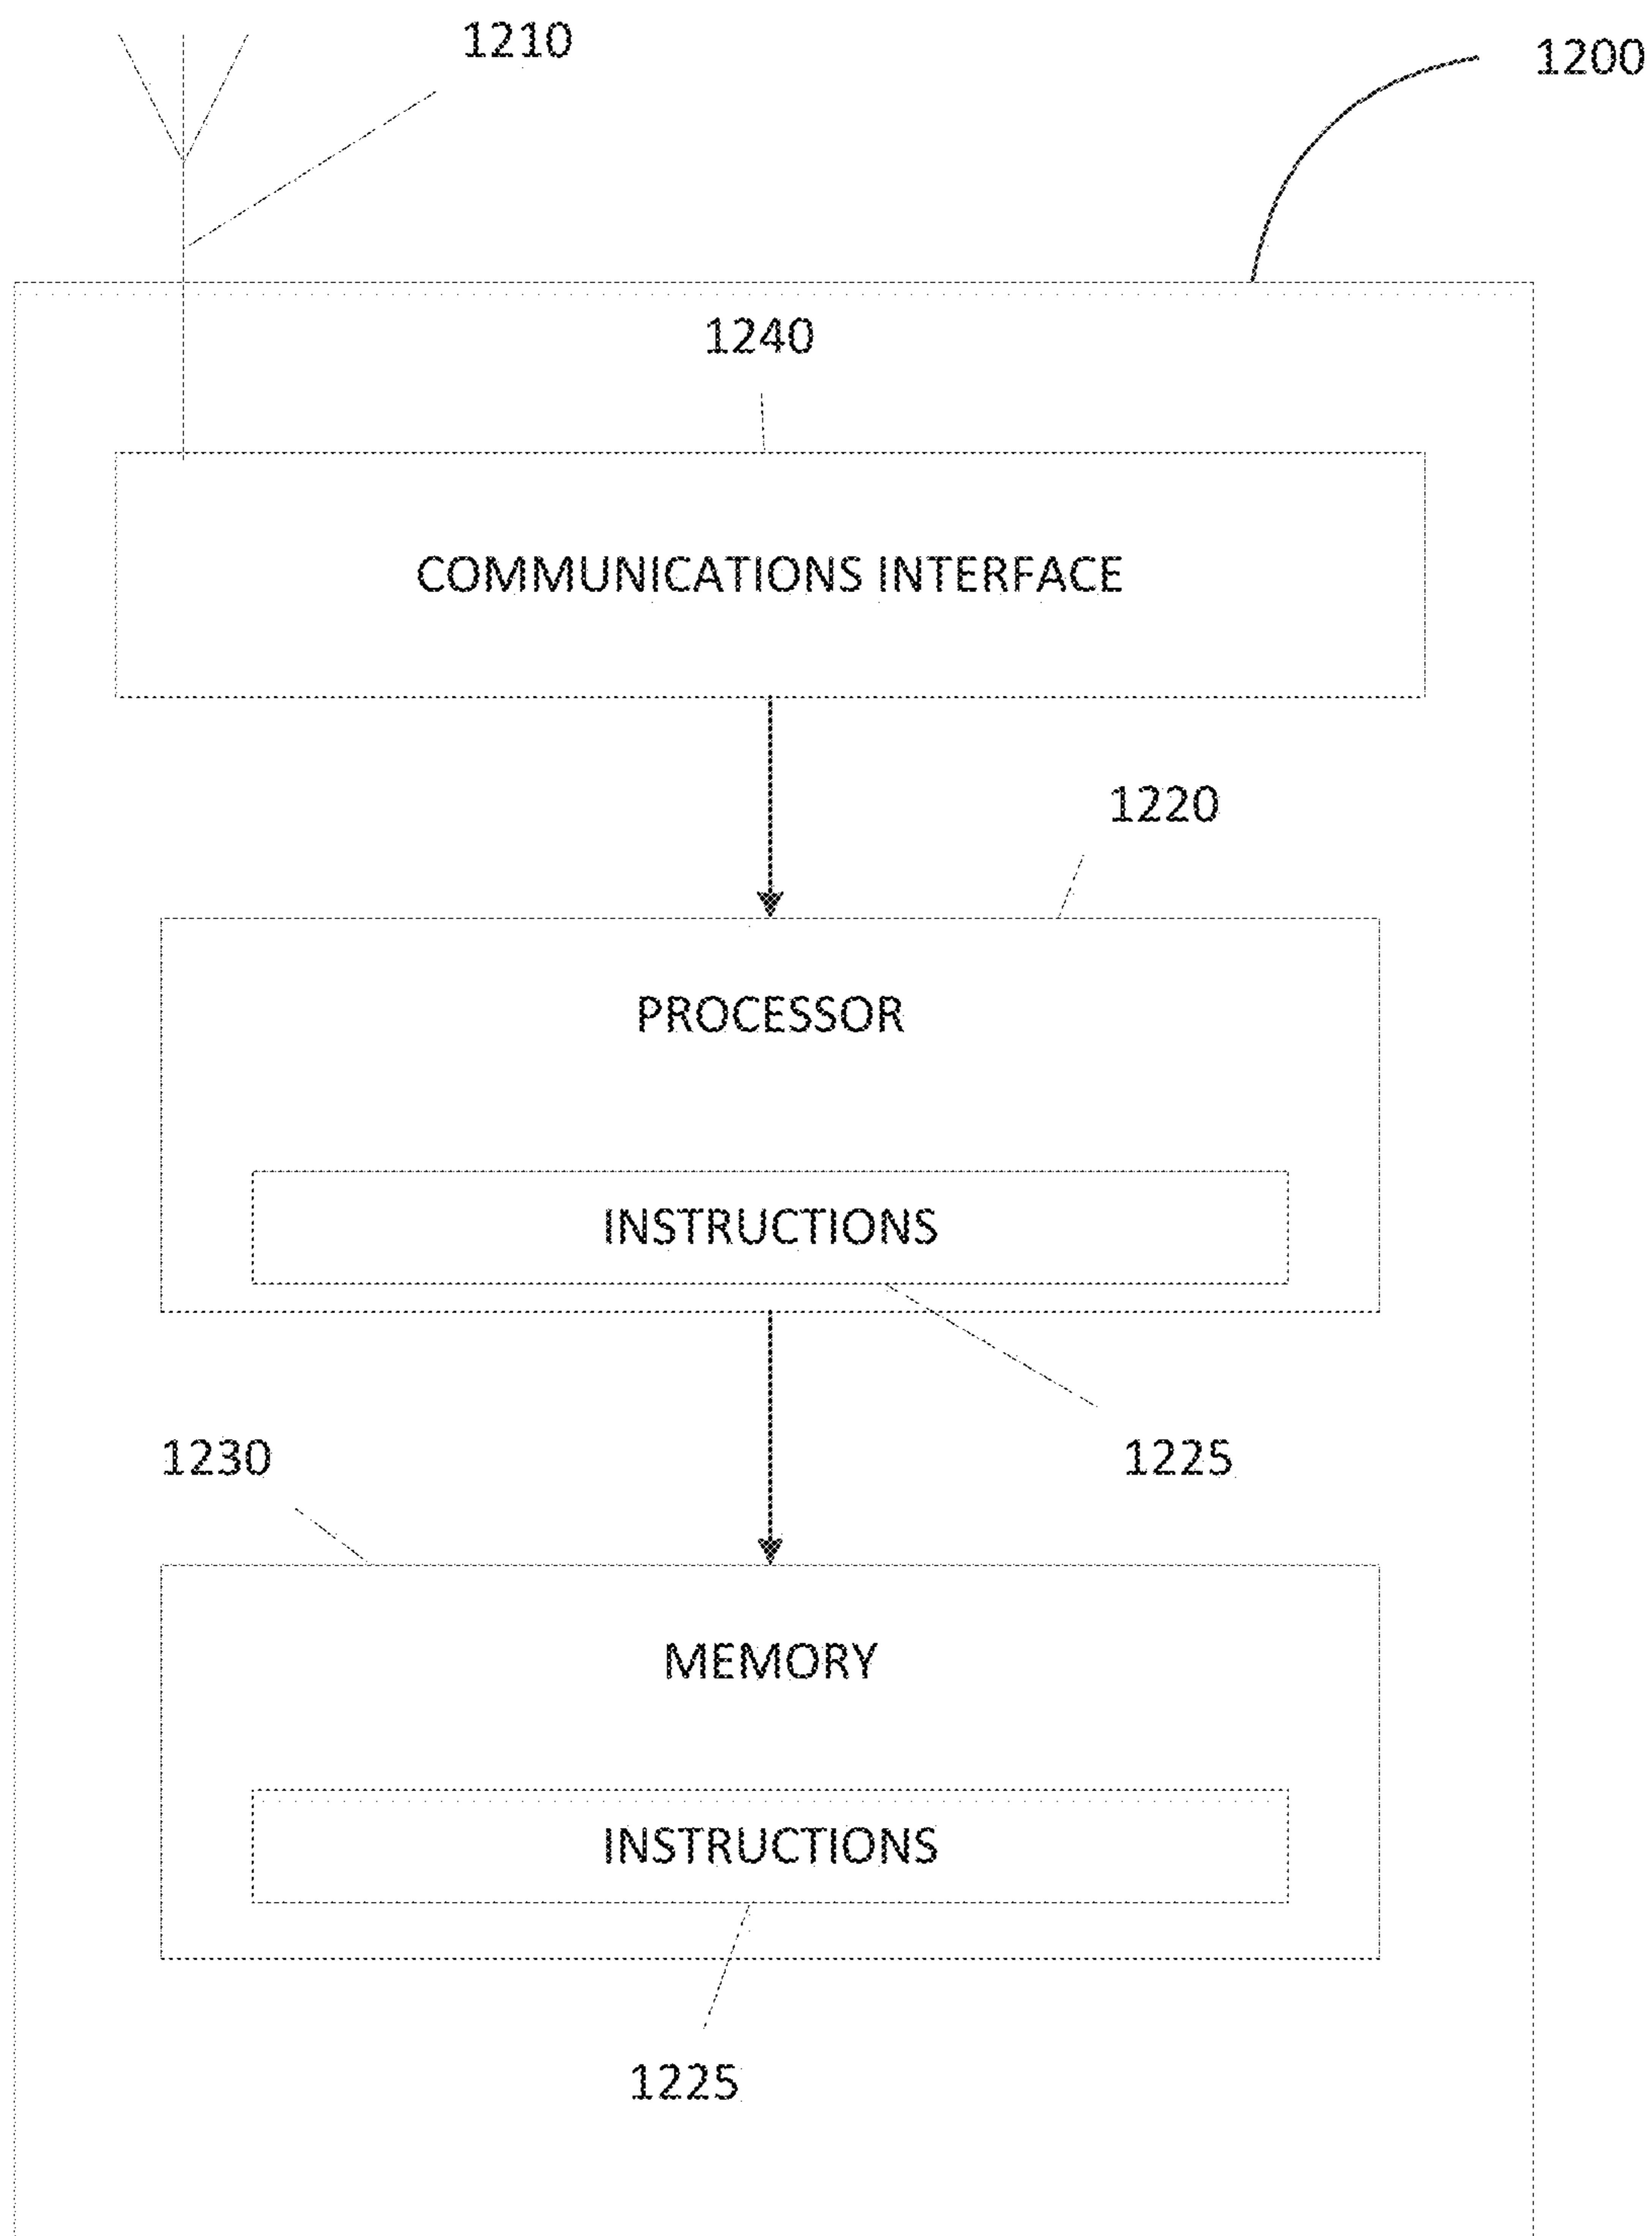 1210
1200
1240
COMMUNICATIONS INTERFACE
1220
PROCESSOR
INSTRUCTIONS
1230
1225
MEMORY
INSTRUCTIONS
1225